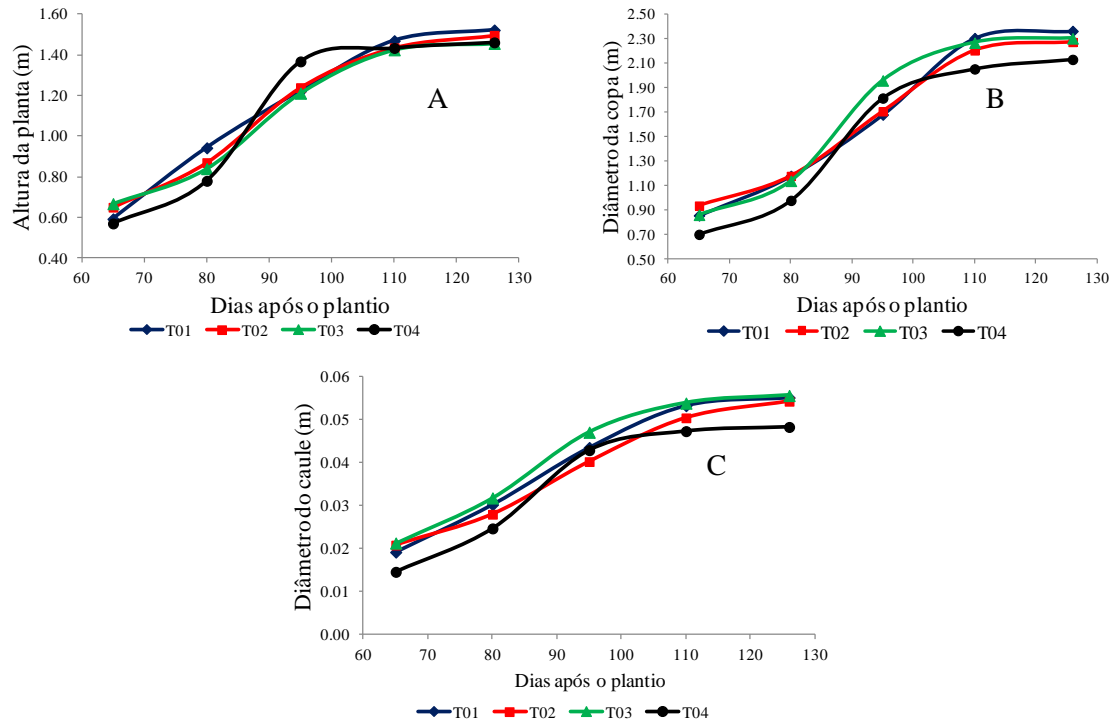 Altura da planta (m)
1.60
1.40
1.20
1.00
0.80
0.60
0.40
60 70 80 90 100 110 120 130
A
Dias após o plantio
T01 T02 T03 T04
Diâmetro da copa (m)
2.50
2.30
2.10
1.90
1.70
1.50
1.30
1.10
0.90
0.70
0.50
60 70 80 90 100 110 120 130
B
Dias após o plantio
T01 T02 T03 T04
Diâmetro do caule (m)
0.06
0.05
0.04
0.03
0.02
0.01
0.00
60 70 80 90 100 110 120 130
C
Dias após o plantio
T01 T02 T03 T04